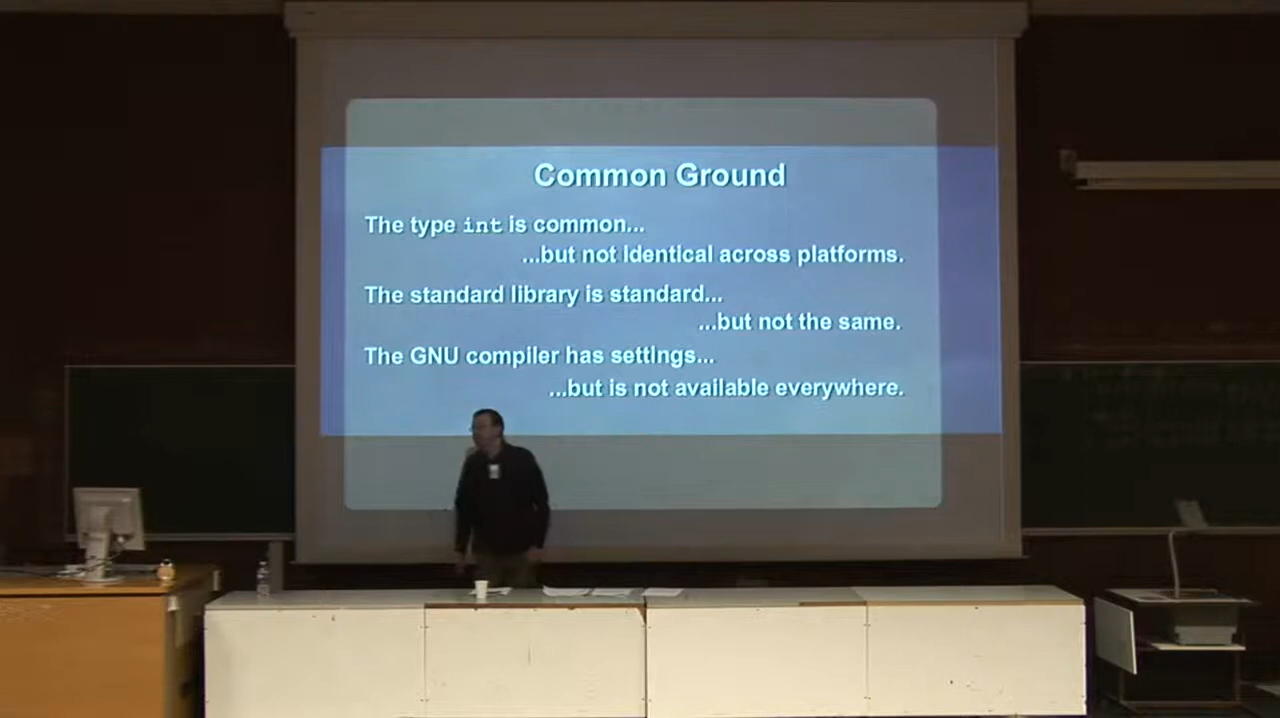 Common Ground
The type int is common...
...but not identical across platforms.
The standard library is standard...
...but not the same.
The GNU compiler has settings...
...but is not available everywhere.